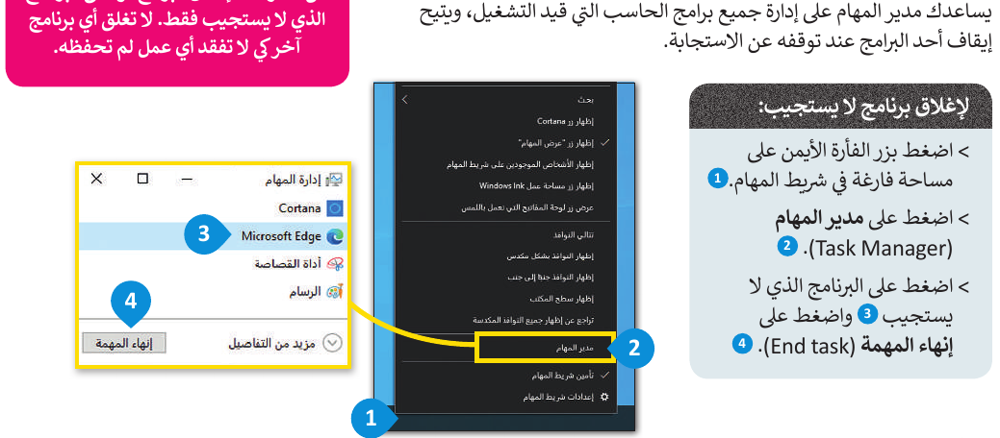 يساعدك مدير المهام على إدارة جميع برامج الحاسب التي قيد التشغيل، ويتيح
إيقاف أحد البرامج عند توقفه عن الاستجابة.
الذي لا يستجيب فقط. لا تغلق أي برنامج
آخر كي لا تفقد أي عمل لم تحفظه.
لإغلاق برنامج لا يستجيب:
> اضغط بزر الفأرة الأيمن على
مساحة فارغة في شريط المهام. 1
> اضغط على مدير المهام
(Task Manager). 2
> اضغط على البرنامج الذي لا
يستجيب 3 واضغط على
إنهاء المهمة (End task). 4
بحث
إظهار زر Cortana
إظهار زر "عرض المهام"
إظهار الأشخاص الموجودين على شريط المهام
إظهار زر مساحة عمل Windows Ink
عرض زر لوحة المفاتيح التي تعمل باللمس
تتالي النوافذ
إظهار النوافذ بشكل مكدس
إظهار النوافذ جنبًا إلى جنب
إظهار سطح المكتب
تراجع عن إظهار جميع النوافذ المكدسة
مدير المهام
2
تأمين شريط المهام
إعدادات شريط المهام
1
إدارة المهام
Cortana
Microsoft Edge
3
أداة القصاصة
الرسام
4
مزيد من التفاصيل
إنهاء المهمة